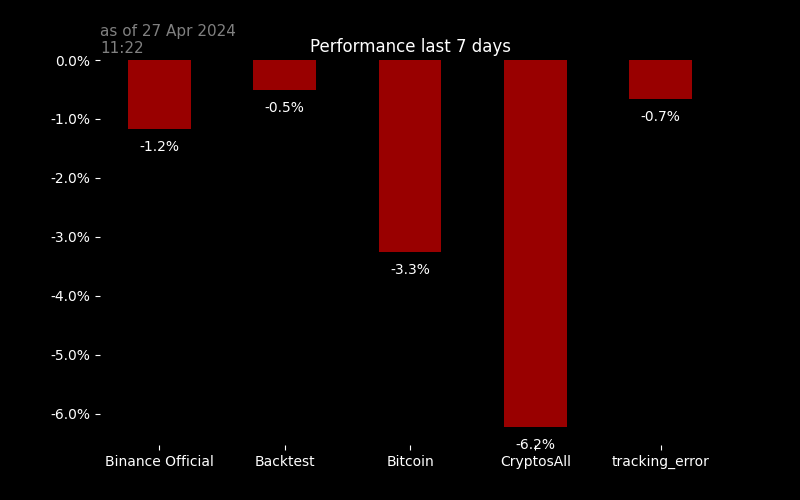 as of 27 Apr 2024
11:22
Performance last 7 days
0.0%
-1.0%
-2.0%
-3.0%
-4.0%
-5.0%
-6.0%
-1.2%
-0.5%
-3.3%
-6.2%
-0.7%
Binance Official
Backtest
Bitcoin
CryptosAll
tracking_error